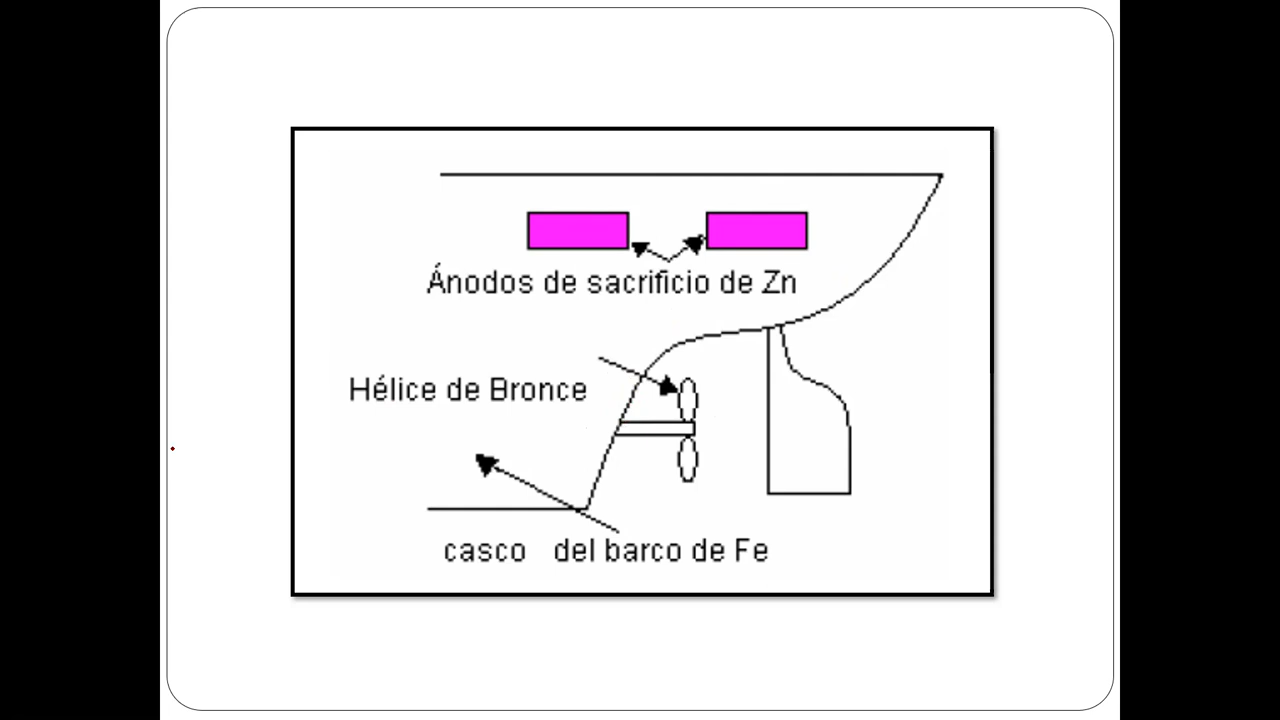 Ánodos de sacrificio de Zn
Hélice de Bronce
casco del barco de Fe